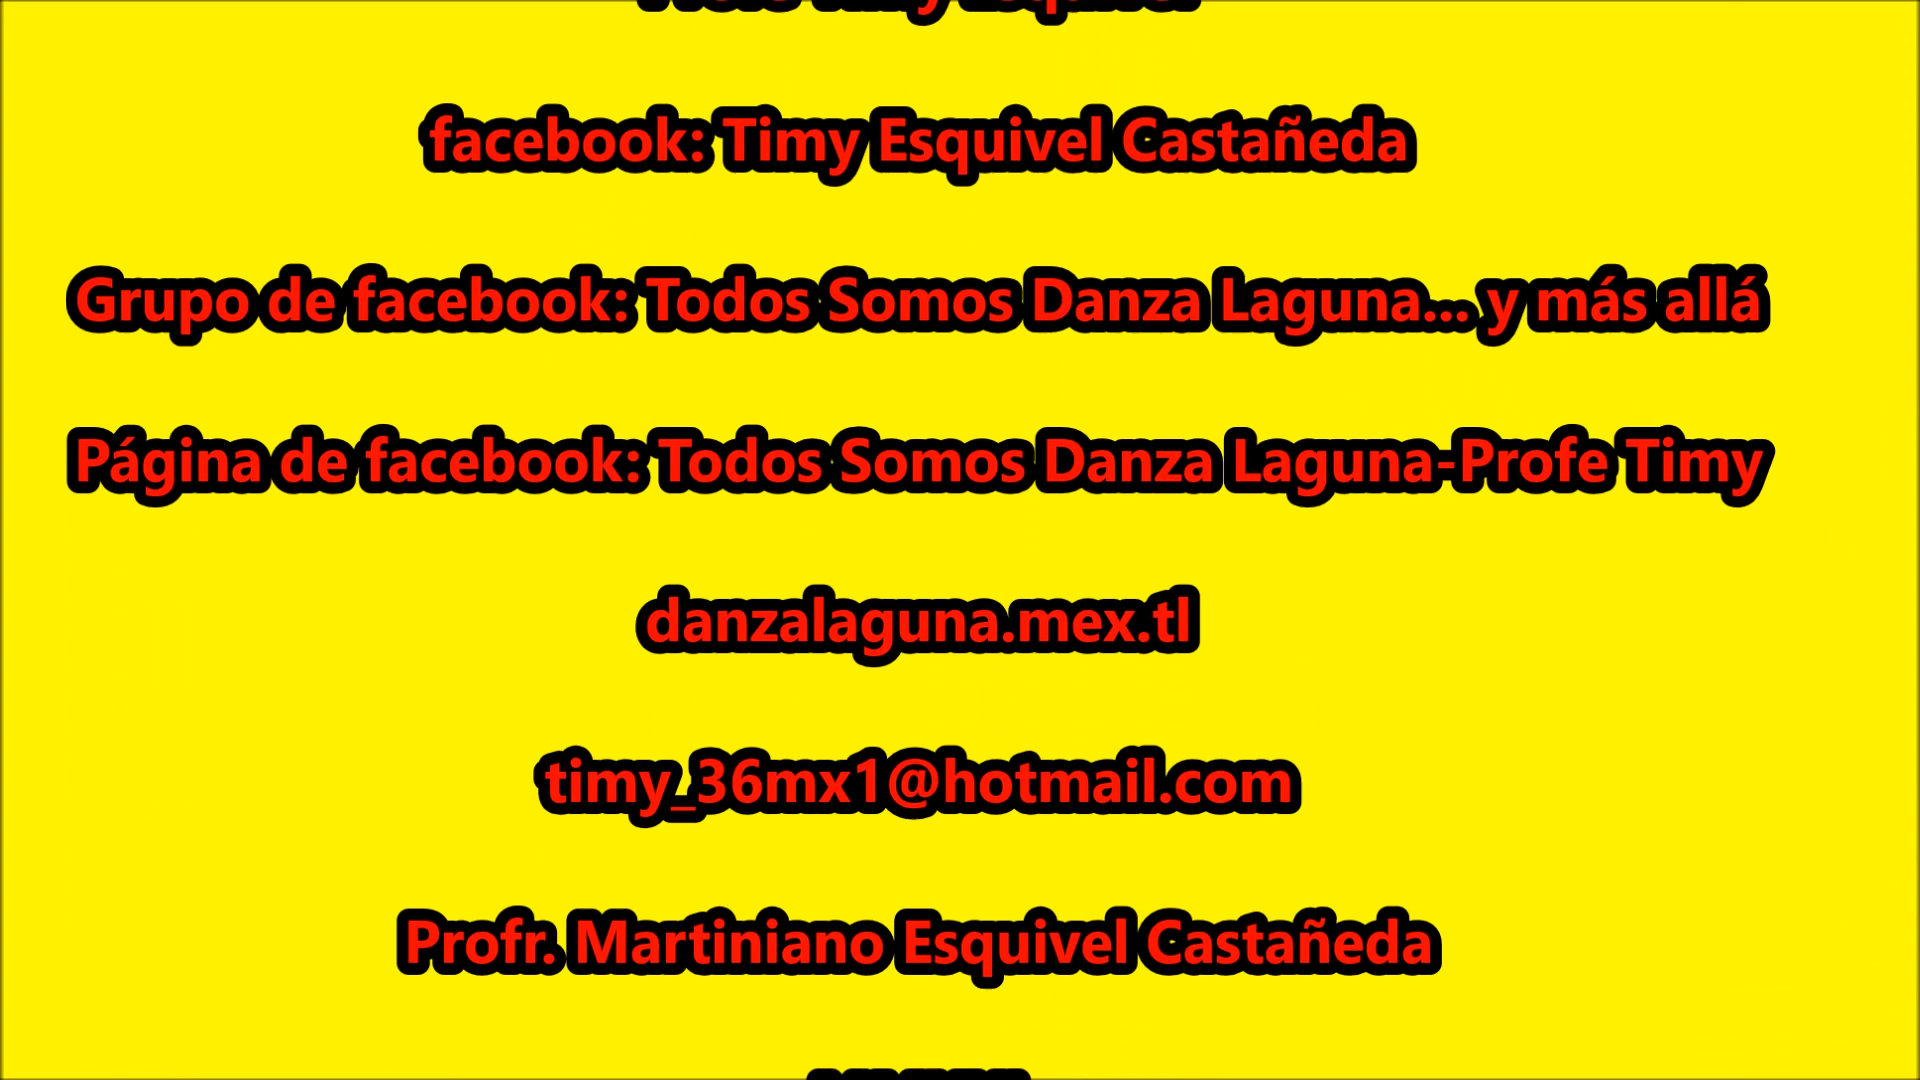 facebook: Timy Esquivel Castañeda
Grupo de facebook: Todos Somos Danza Laguna... y más allá
Página de facebook: Todos Somos Danza Laguna-Profe Timy
danzalaguna.mex.tl
timy_36mx1@hotmail.com
Profr. Martiniano Esquivel Castañeda